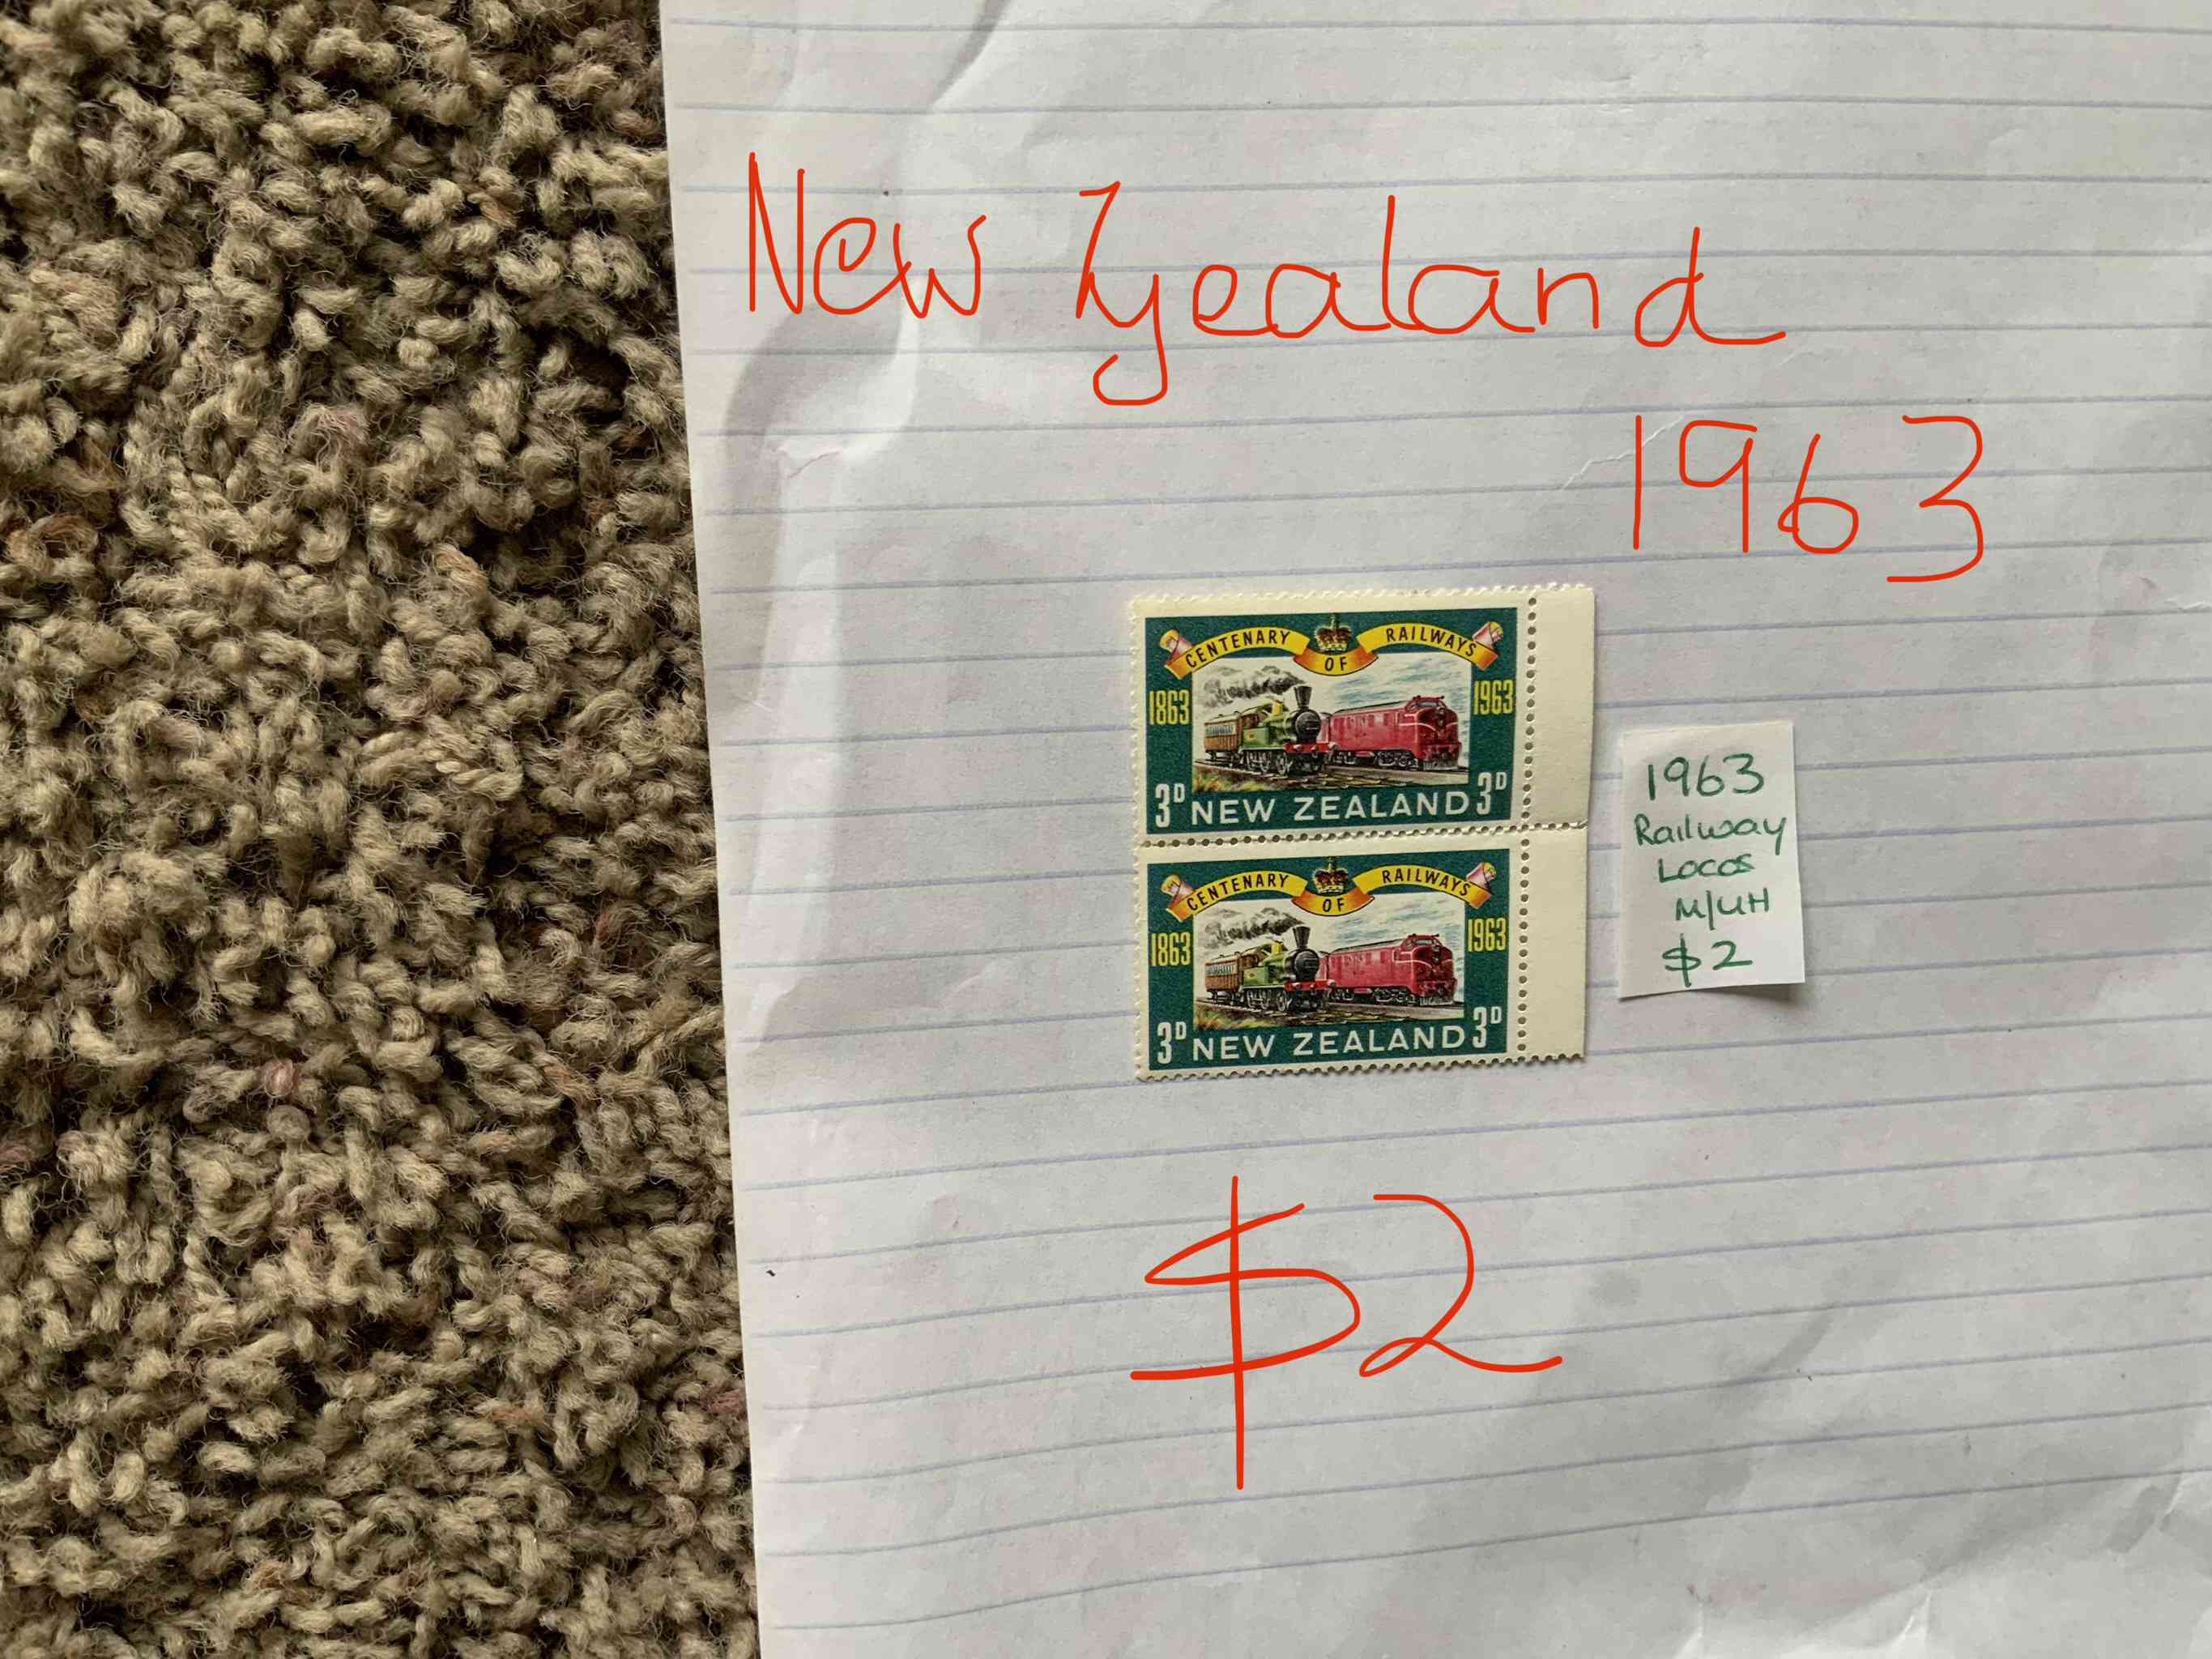 New Zealand
1963
CENTENARY OF RAILWAYS
1863 1963
3D NEW ZEALAND 3D
CENTENARY OF RAILWAYS
1863 1963
3D NEW ZEALAND 3D
1963
Railway
Locos
M/UH
$2
$2